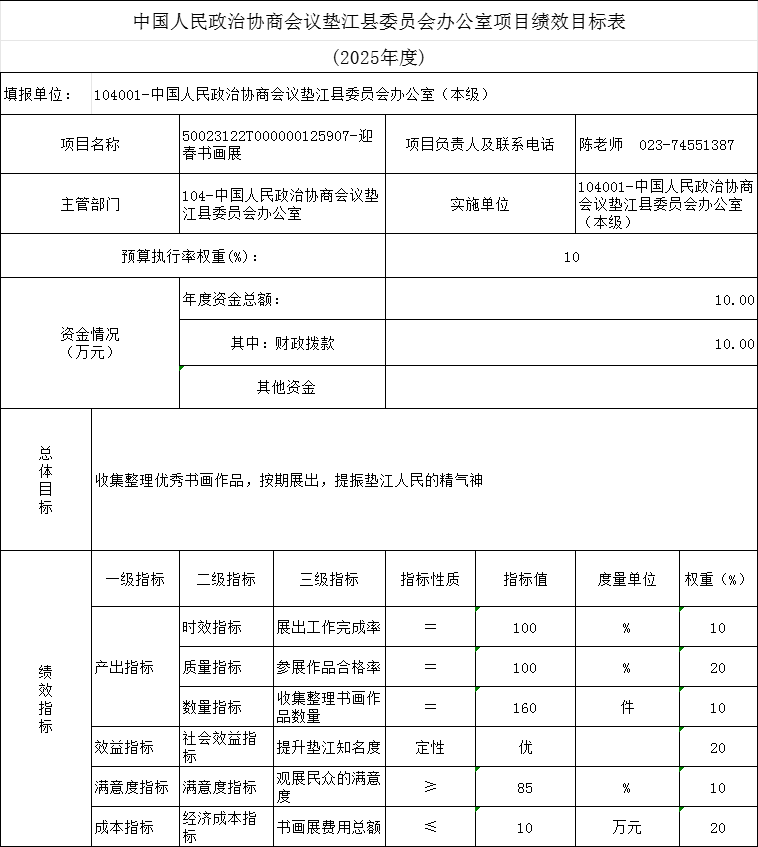 中国人民政治协商会议垫江县委员会办公室项目绩效目标表
(2025年度)
填报单位： 104001-中国人民政治协商会议垫江县委员会办公室（本级）
项目名称
50023122T000000125907-迎
春书画展
项目负责人及联系电话
陈老师 023-74551387
主管部门
104-中国人民政治协商会议垫
江县委员会办公室
实施单位
104001-中国人民政治协商
会议垫江县委员会办公室
（本级）
预算执行率权重(%)： 10
资金情况
（万元）
年度资金总额： 10.00
其中：财政拨款 10.00
其他资金
总体目标
收集整理优秀书画作品，按期展出，提振垫江人民的精气神
绩效指标
一级指标 二级指标 三级指标 指标性质 指标值 度量单位 权重（%）
产出指标
时效指标 展出工作完成率 ＝ 100 % 10
质量指标 参展作品合格率 ＝ 100 % 20
数量指标 收集整理书画作
品数量
＝ 160 件 10
效益指标 社会效益指
标
提升垫江知名度 定性 优 20
满意度指标 满意度指标 观展民众的满意
度
≥ 85 % 10
成本指标 经济成本指
标
书画展费用总额 ≤ 10 万元 20